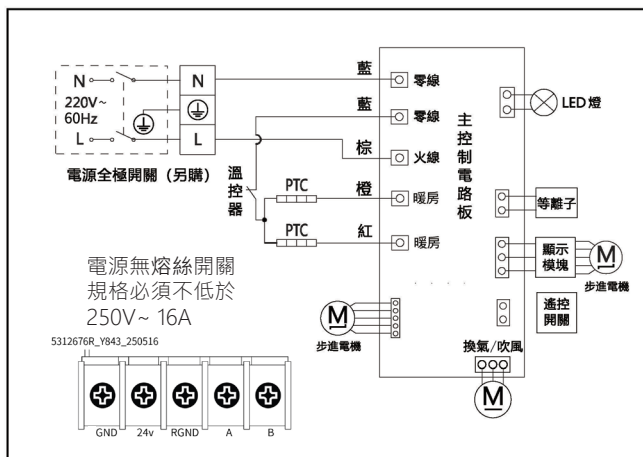 N
220V~
60Hz
L
N
L
電源全極開關（另購）
藍
藍
棕
橙
紅
溫控器
PTC
PTC
零線
零線
火線
暖房
暖房
主控制電路板
LED 燈
等離子
顯示
模塊
M
步進電機
遙控
開關
電源無熔絲開關
規格必須不低於
250V~ 16A
M
步進電機
換氣/吹風
M
5312676R_Y843_250516
GND
24v
RGND
A
B